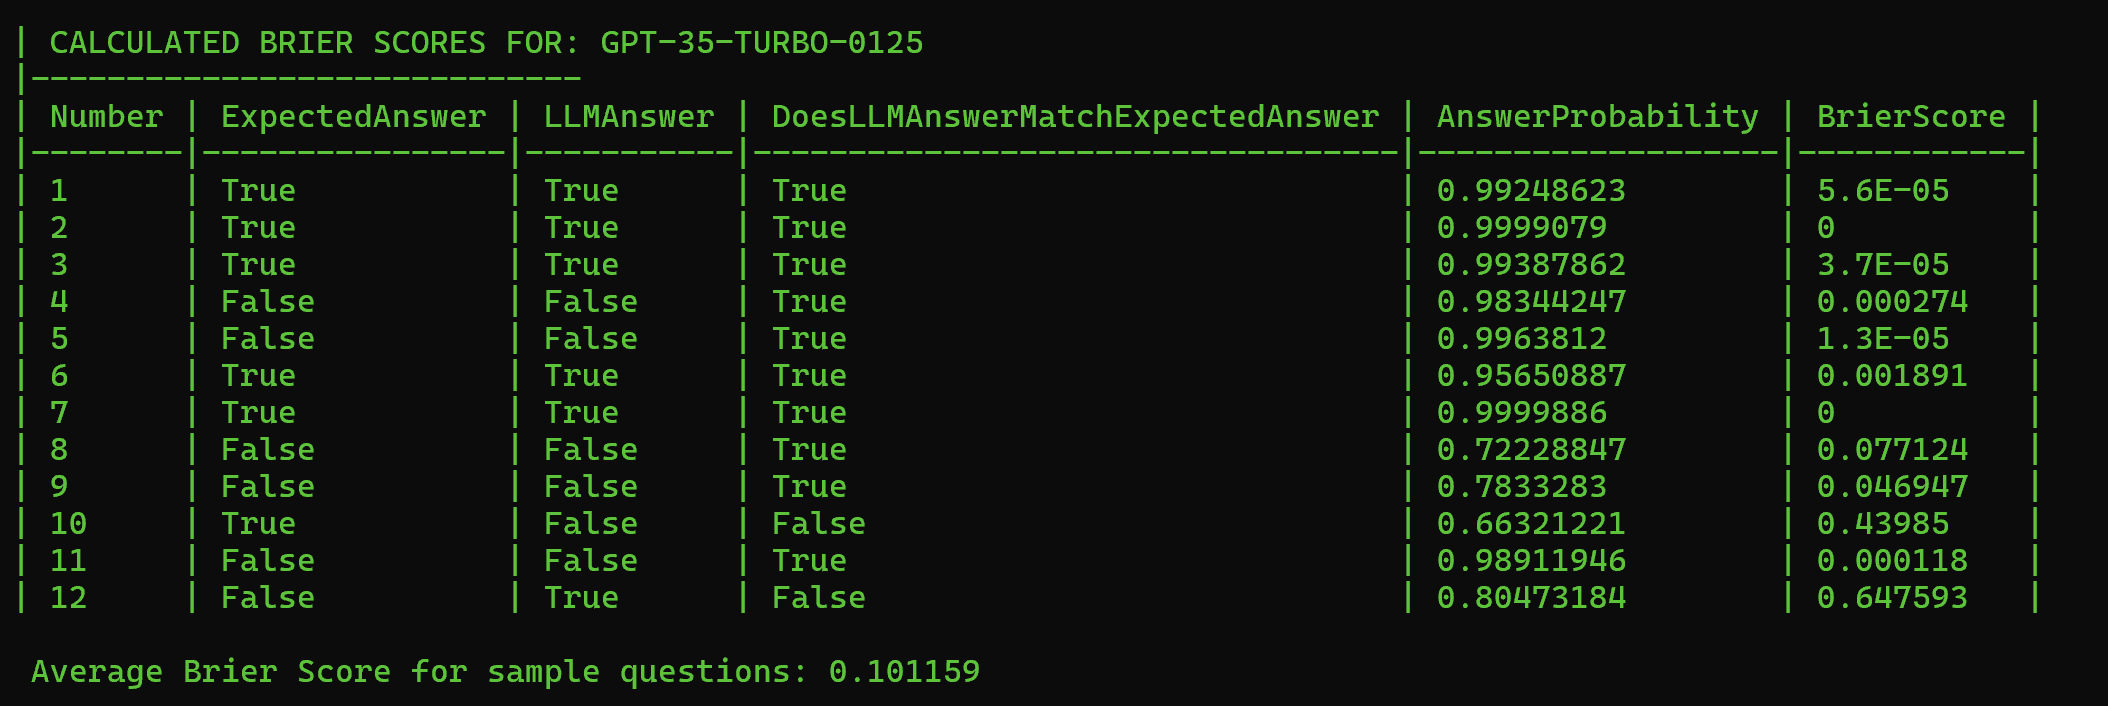 | CALCULATED BRIER SCORES FOR: GPT-35-TURBO-0125
|-----------------------------
| Number | ExpectedAnswer | LLMAnswer | DoesLLMAnswerMatchExpectedAnswer | AnswerProbability | BrierScore |
|--------|----------------|-----------|----------------------------------|-------------------|------------|
| 1 | True | True | True | 0.99248623 | 5.6E-05 |
| 2 | True | True | True | 0.9999079 | 0 |
| 3 | True | True | True | 0.99387862 | 3.7E-05 |
| 4 | False | False | True | 0.98344247 | 0.000274 |
| 5 | False | False | True | 0.9963812 | 1.3E-05 |
| 6 | True | True | True | 0.95650887 | 0.001891 |
| 7 | True | True | True | 0.9999886 | 0 |
| 8 | False | False | True | 0.72228847 | 0.077124 |
| 9 | False | False | True | 0.7833283 | 0.046947 |
| 10 | True | False | False | 0.66321221 | 0.43985 |
| 11 | False | False | True | 0.98911946 | 0.000118 |
| 12 | False | True | False | 0.80473184 | 0.647593 |
Average Brier Score for sample questions: 0.101159